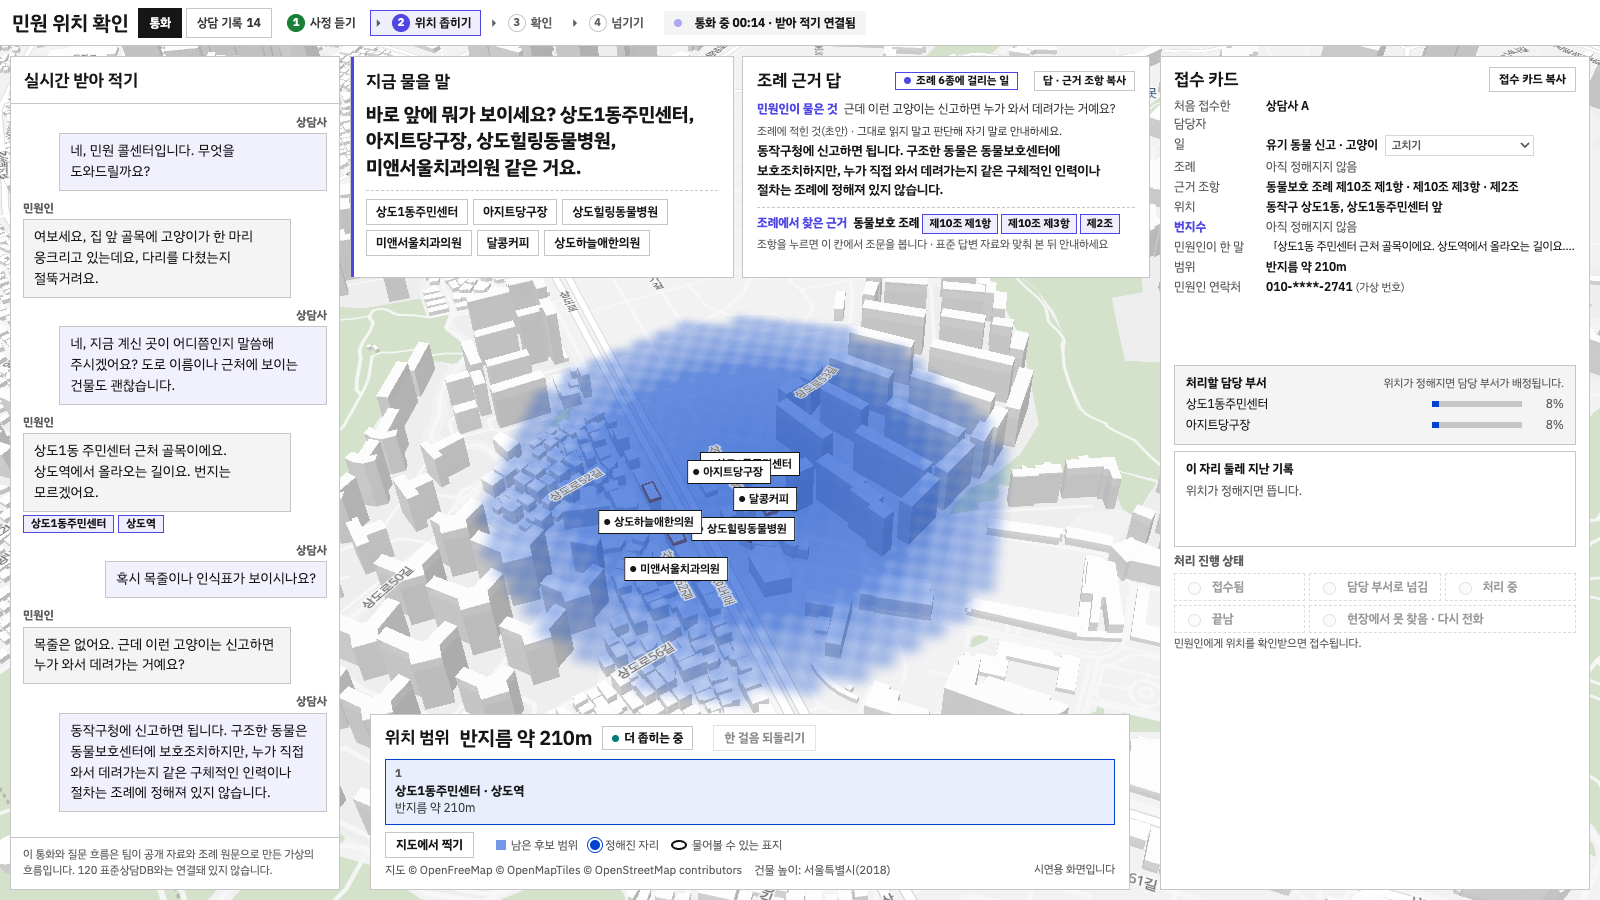 민원 위치 확인
통화
상담 기록 14
1 사정 듣기
2 위치 좁히기
3 확인
4 넘기기
통화 중 00:14 · 받아 적기 연결됨
실시간 받아 적기
상담사
네, 민원 콜센터입니다. 무엇을
도와드릴까요?
민원인
여보세요, 집 앞 골목에 고양이가 한 마리
웅크리고 있는데요, 다리를 다쳤는지
절뚝거려요.
상담사
네, 지금 계신 곳이 어디쯤인지 말씀해
주시겠어요? 도로 이름이나 근처에 보이는
건물도 괜찮습니다.
민원인
상도1동 주민센터 근처 골목이에요.
상도역에서 올라오는 길이요. 번지는
모르겠어요.
상도1동주민센터
상도역
상담사
혹시 목줄이나 인식표가 보이시나요?
민원인
목줄은 없어요. 근데 이런 고양이는 신고하면
누가 와서 데려가는 거예요?
상담사
동작구청에 신고하면 됩니다. 구조한 동물은
동물보호센터에 보호조치하지만, 누가 직접
와서 데려가는지 같은 구체적인 인력이나
절차는 조례에 정해져 있지 않습니다.
이 통화와 질문 흐름은 팀이 공개 자료와 조례 원문으로 만든 가상의
흐름입니다. 120 표준상담DB와는 연결돼 있지 않습니다.
지금 물을 말
바로 앞에 뭐가 보이세요? 상도1동주민센터,
아지트당구장, 상도힐링동물병원,
미앤서울치과의원 같은 거요.
상도1동주민센터
아지트당구장
상도힐링동물병원
미앤서울치과의원
달콩커피
상도하늘애한의원
조례 근거 답
조례 6종에 걸리는 일
답 · 근거 조항 복사
민원인이 물은 것 근데 이런 고양이는 신고하면 누가 와서 데려가는 거예요?
조례에 적힌 것(초안) · 그대로 읽지 말고 판단해 자기 말로 안내하세요.
동작구청에 신고하면 됩니다. 구조한 동물은 동물보호센터에
보호조치하지만, 누가 직접 와서 데려가는지 같은 구체적인 인력이나
절차는 조례에 정해져 있지 않습니다.
조례에서 찾은 근거 동물보호 조례 제10조 제1항 제10조 제3항 제2조
조항을 누르면 이 칸에서 조문을 봅니다 · 표준 답변 자료와 맞춰 본 뒤 안내하세요
상도로53길
상도로52길
상도로50길
상도로56길
센터
아지트당구장
달콩커피
상도하늘애한의원
상도힐링동물병원
미앤서울치과의원
51길
위치 범위 반지름 약 210m
더 좁히는 중
한 걸음 되돌리기
1
상도1동주민센터 · 상도역
반지름 약 210m
지도에서 찍기
남은 후보 범위
정해진 자리
물어볼 수 있는 표지
지도 © OpenFreeMap © OpenMapTiles © OpenStreetMap contributors 건물 높이: 서울특별시(2018)
시연용 화면입니다
접수 카드
접수 카드 복사
처음 접수한 담당자 상담사 A
일 유기 동물 신고 · 고양이 고치기
조례 아직 정해지지 않음
근거 조항 동물보호 조례 제10조 제1항 · 제10조 제3항 · 제2조
위치 동작구 상도1동, 상도1동주민센터 앞
번지수 아직 정해지지 않음
민원인이 한 말 「상도1동 주민센터 근처 골목이에요. 상도역에서 올라오는 길이요....
범위 반지름 약 210m
민원인 연락처 010-****-2741 (가상 번호)
처리할 담당 부서
위치가 정해지면 담당 부서가 배정됩니다.
상도1동주민센터 8%
아지트당구장 8%
이 자리 둘레 지난 기록
위치가 정해지면 뜹니다.
처리 진행 상태
접수됨
담당 부서로 넘김
처리 중
끝남
현장에서 못 찾음 · 다시 전화
민원인에게 위치를 확인받으면 접수됩니다.